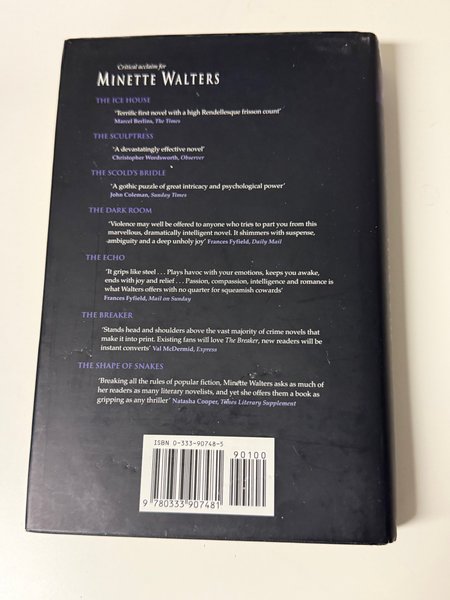 Critical acclaim for
MINETTE WALTERS
THE ICE HOUSE
'Terrific first novel with a high Rendellesque frisson count'
Marcel Berlins, The Times
THE SCULPTRESS
'A devastatingly effective novel'
Christopher Wordsworth, Observer
THE SCOLD'S BRIDLE
'A gothic puzzle of great intricacy and psychological power'
John Coleman, Sunday Times
THE DARK ROOM
'Violence may well be offered to anyone who tries to part you from this
marvellous, dramatically intelligent novel. It shimmers with suspense,
ambiguity and a deep unholy joy' Frances Fyfield, Daily Mail
THE ECHO
'It grips like steel . . . Plays havoc with your emotions, keeps you awake,
ends with joy and relief . . . Passion, compassion, intelligence and romance is
what Walters offers with no quarter for squeamish cowards'
Frances Fyfield, Mail on Sunday
THE BREAKER
'Stands head and shoulders above the vast majority of crime novels that
make it into print. Existing fans will love The Breaker, new readers will be
instant converts' Val McDermid, Express
THE SHAPE OF SNAKES
'Breaking all the rules of popular fiction, Minette Walters asks as much of
her readers as many literary novelists, and yet she offers them a book as
gripping as any thriller' Natasha Cooper, Times Literary Supplement
ISBN 0-333-90748-5
90100
9 780333 907481